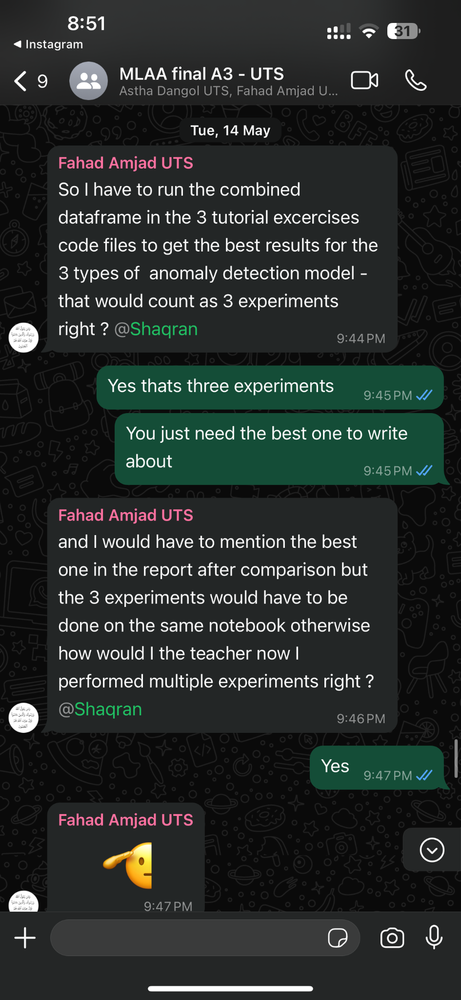 8:51
31
◀ Instagram
9
MLAA final A3 - UTS
Astha Dangol UTS, Fahad Amjad U...
Tue, 14 May
Fahad Amjad UTS
So I have to run the combined
dataframe in the 3 tutorial excercises
code files to get the best results for the
3 types of  anomaly detection model -
that would count as 3 experiments
right ? @Shaqran
9:44 PM
Yes thats three experiments
9:45 PM
You just need the best one to write
about
9:45 PM
Fahad Amjad UTS
and I would have to mention the best
one in the report after comparison but
the 3 experiments would have to be
done on the same notebook otherwise
how would I the teacher now I
performed multiple experiments right ?
@Shaqran
9:46 PM
Yes
9:47 PM
Fahad Amjad UTS
9:47 PM